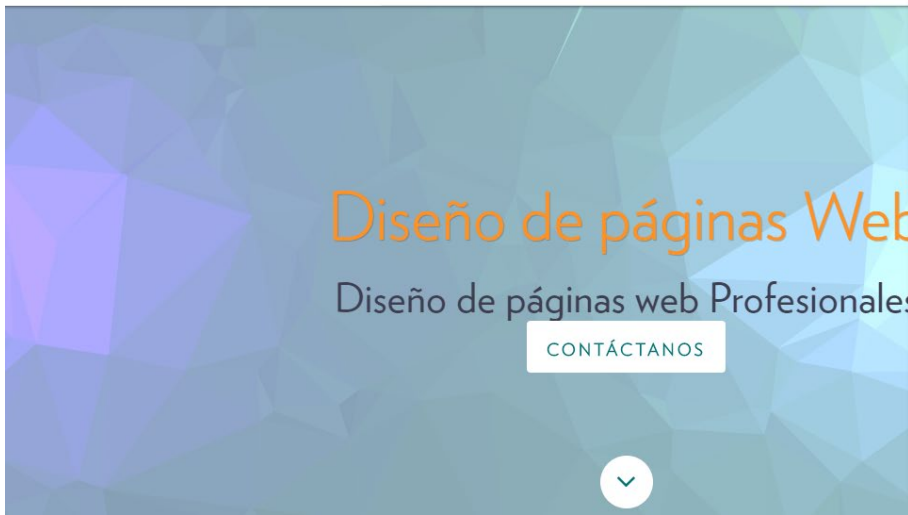 Diseño de páginas Web
Diseño de páginas web Profesionales
CONTÁCTANOS